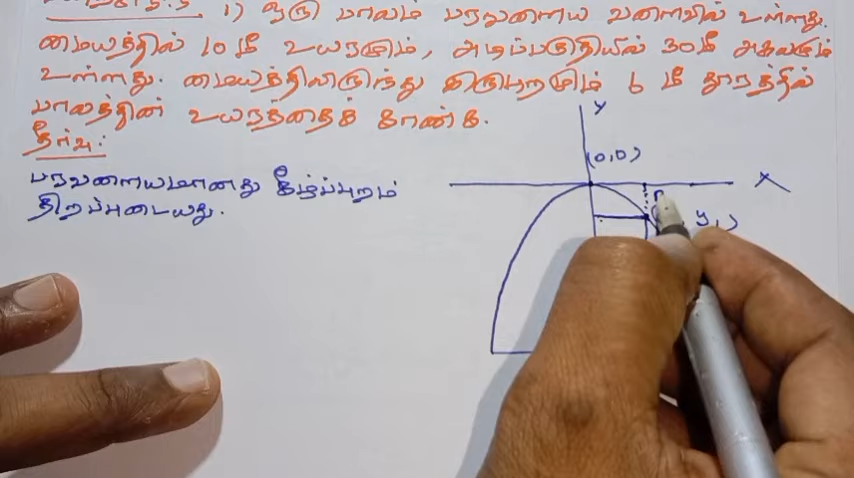 1) ஒரு பாலம் பரவளைய வளைவில் உள்ளது.
மையத்தில் 10மீ உயரமும், அடிப்பகுதியில் 30மீ அகலமும்
உள்ளது. மையத்திலிருந்து இருபுறமும் 6 மீ தூரத்தில்
பாலத்தின் உயரத்தைக் காண்க.
தீர்வு:
பரவளையமானது கீழ்ப்புறம்
திறப்புடையது.
y
(0,0)
X
y1)